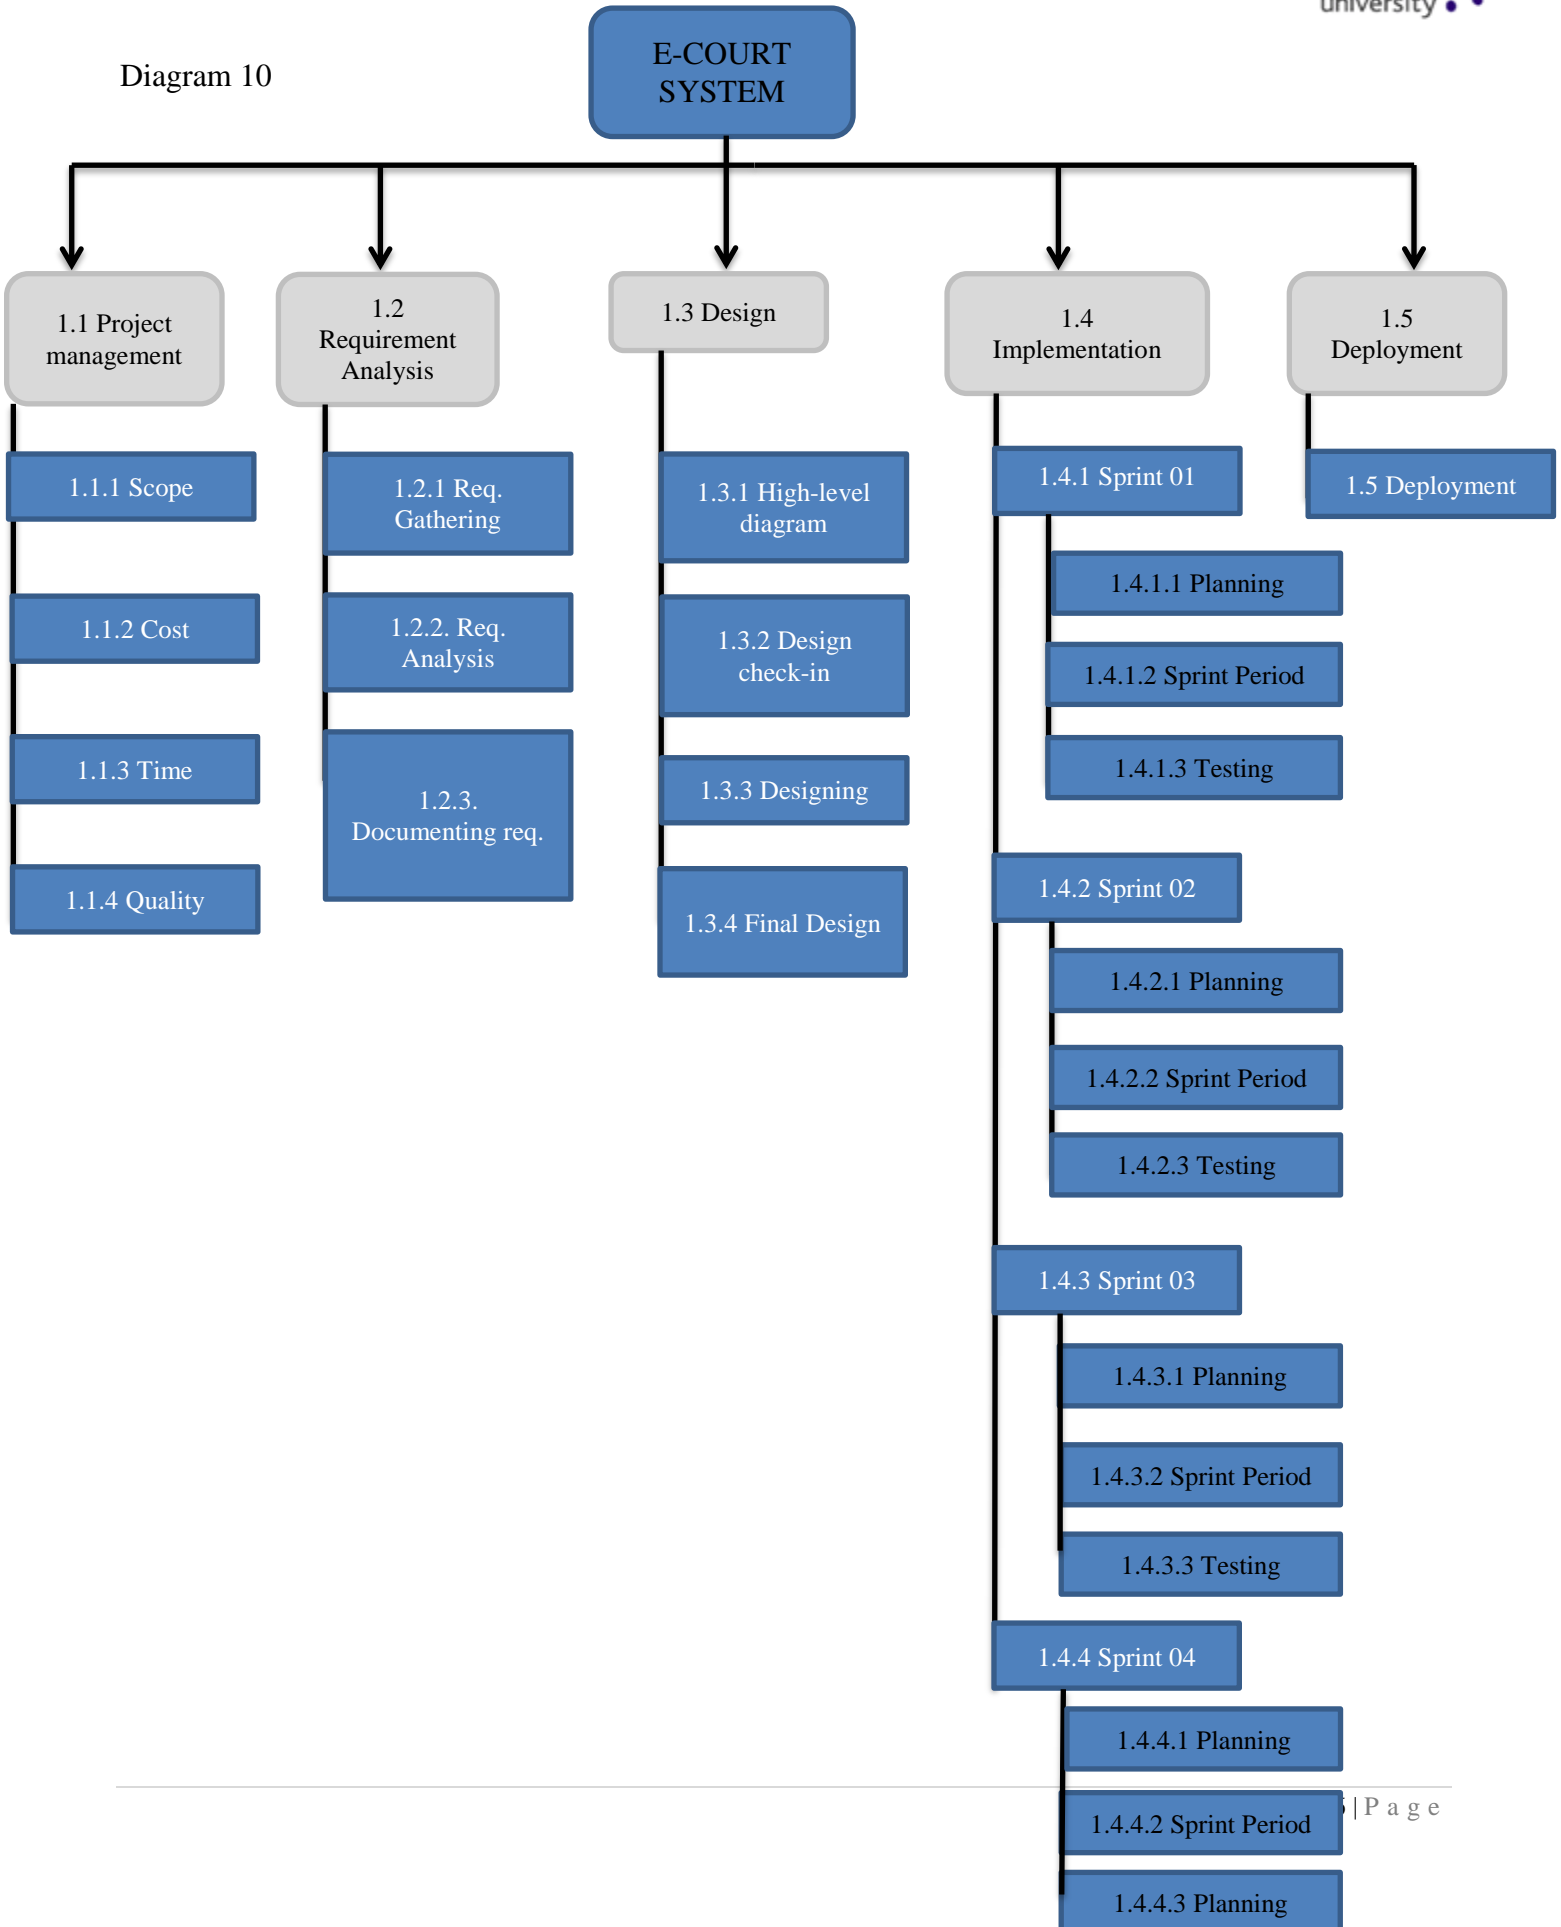 university
Diagram 10
E-COURT
SYSTEM
1.1 Project
management
1.2
Requirement
Analysis
1.3 Design
1.4
Implementation
1.5
Deployment
1.1.1 Scope
1.1.2 Cost
1.1.3 Time
1.1.4 Quality
1.2.1 Req.
Gathering
1.2.2. Req.
Analysis
1.2.3.
Documenting req.
1.3.1 High-level
diagram
1.3.2 Design
check-in
1.3.3 Designing
1.3.4 Final Design
1.4.1 Sprint 01
1.4.1.1 Planning
1.4.1.2 Sprint Period
1.4.1.3 Testing
1.4.2 Sprint 02
1.4.2.1 Planning
1.4.2.2 Sprint Period
1.4.2.3 Testing
1.4.3 Sprint 03
1.4.3.1 Planning
1.4.3.2 Sprint Period
1.4.3.3 Testing
1.4.4 Sprint 04
1.4.4.1 Planning
1.4.4.2 Sprint Period
1.4.4.3 Planning
1.5 Deployment
| P a g e